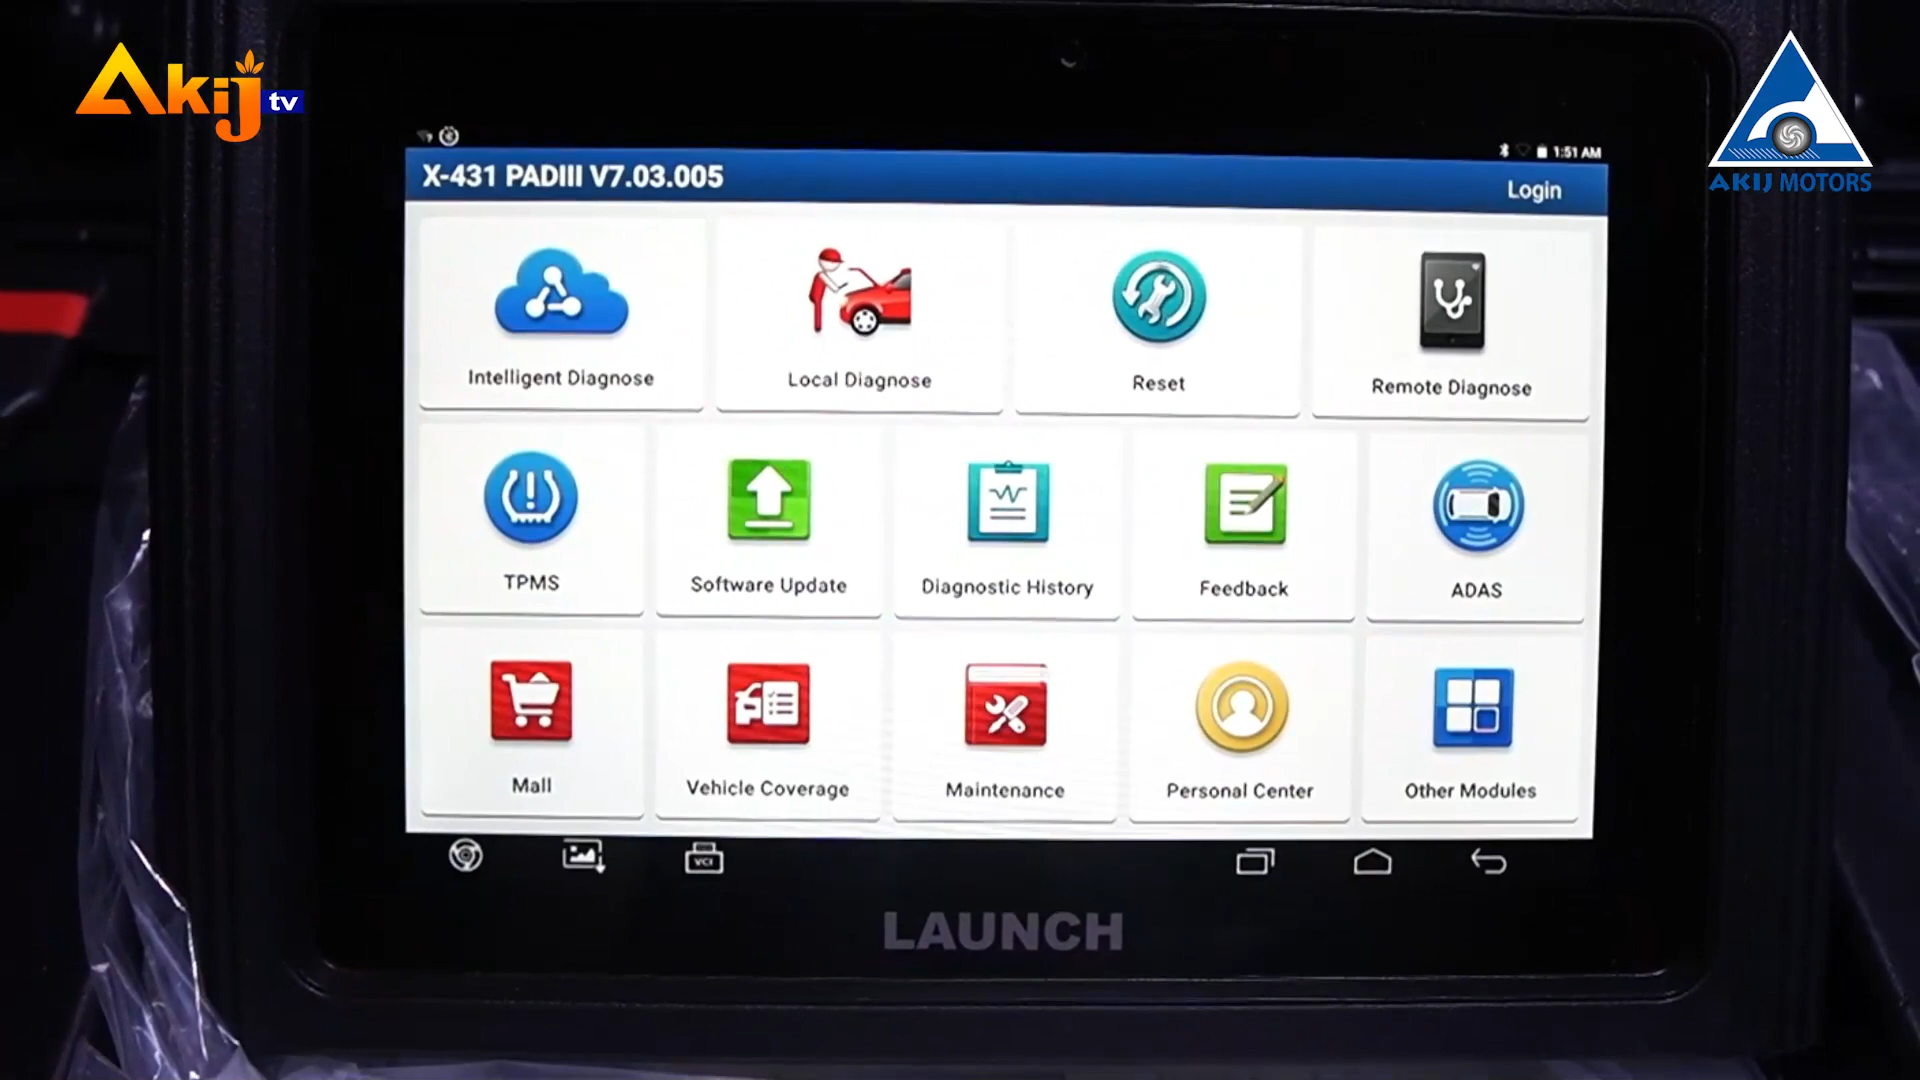 Akij tv
AKIJ MOTORS
1:51 AM
X-431 PADIII V7.03.005
Login
Intelligent Diagnose
Local Diagnose
Reset
Remote Diagnose
TPMS
Software Update
Diagnostic History
Feedback
ADAS
Mall
Vehicle Coverage
Maintenance
Personal Center
Other Modules
VCI
LAUNCH